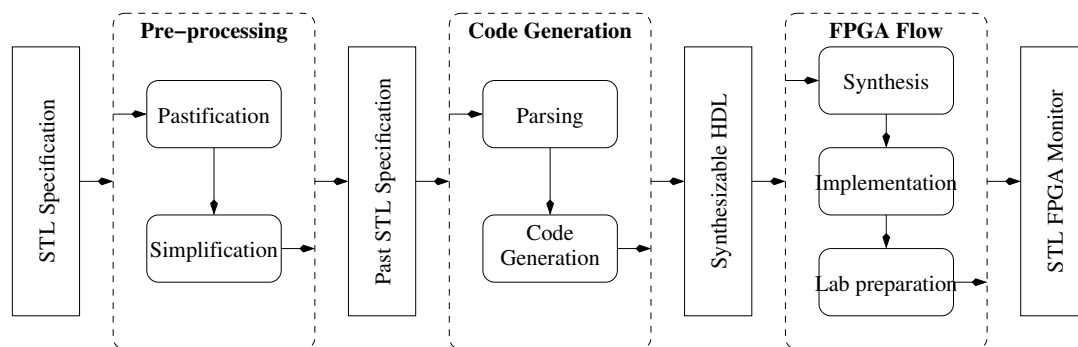 STL Specification
Pre-processing
Pastification
Simplification
Past STL Specification
Code Generation
Parsing
Code
Generation
Synthesizable HDL
FPGA Flow
Synthesis
Implementation
Lab preparation
STL FPGA Monitor